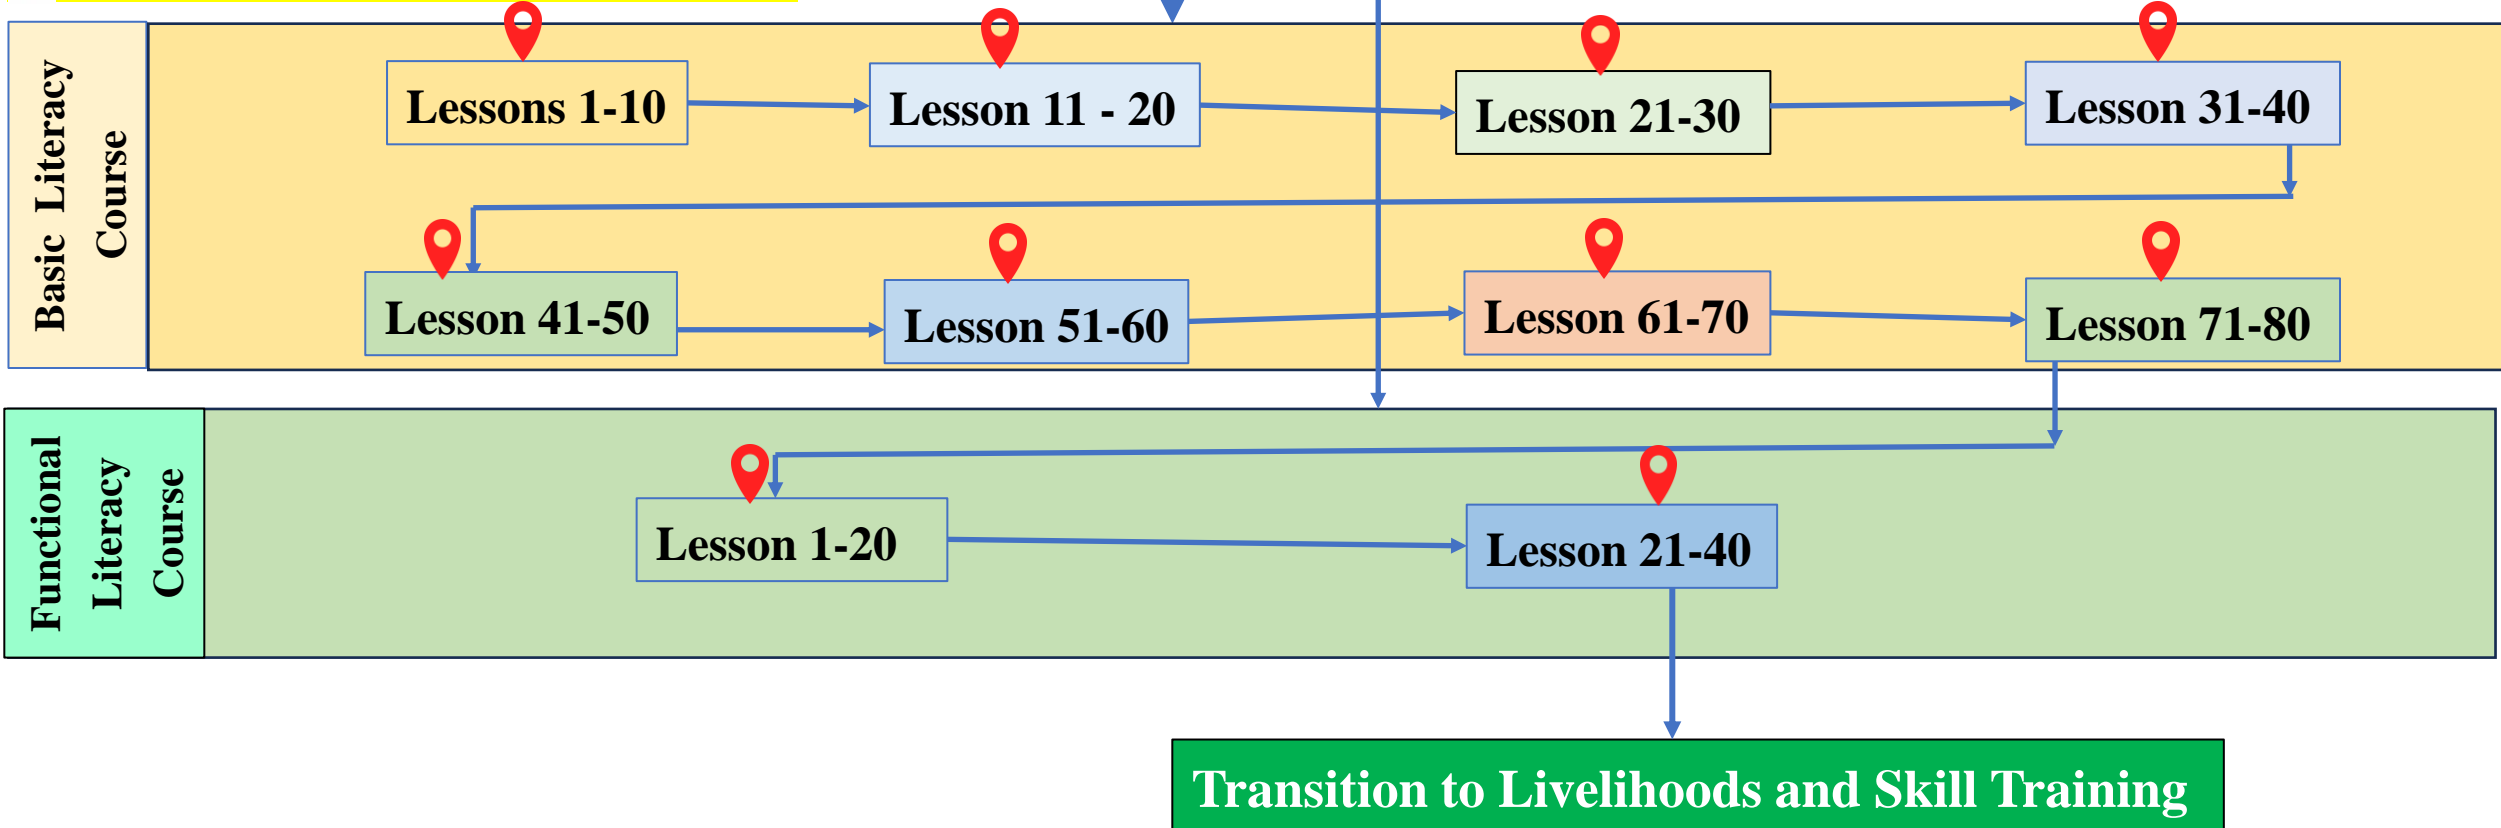 Basic Literacy
Course
Lessons 1-10
Lesson 11 - 20
Lesson 21-30
Lesson 31-40
Lesson 41-50
Lesson 51-60
Lesson 61-70
Lesson 71-80
Functional
Literacy
Course
Lesson 1-20
Lesson 21-40
Transition to Livelihoods and Skill Training